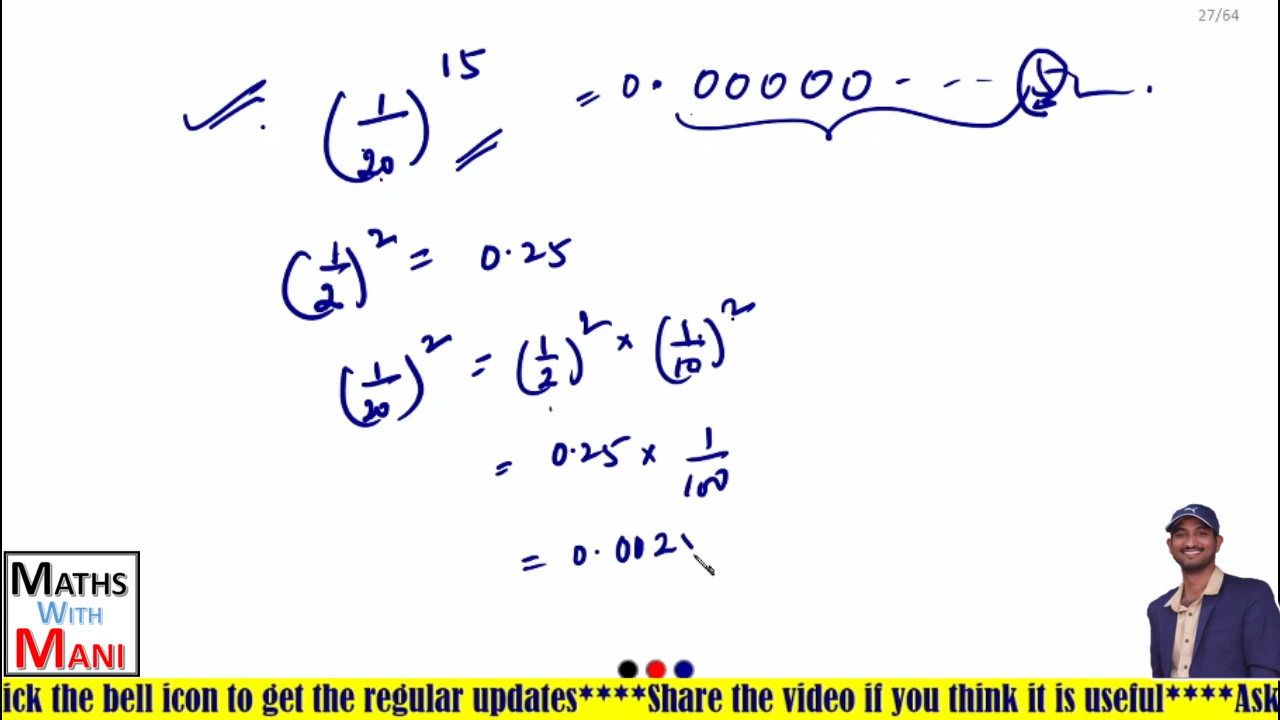 27/64
(1/20)^15 = 0.00000 - - - 5 .
(1/2)^2 = 0.25
(1/20)^2 = (1/2)^2 × (1/10)^2
= 0.25 × 1/100
= 0.002
MATHS
WITH
MANI
ick the bell icon to get the regular updates****Share the video if you think it is useful****Ask